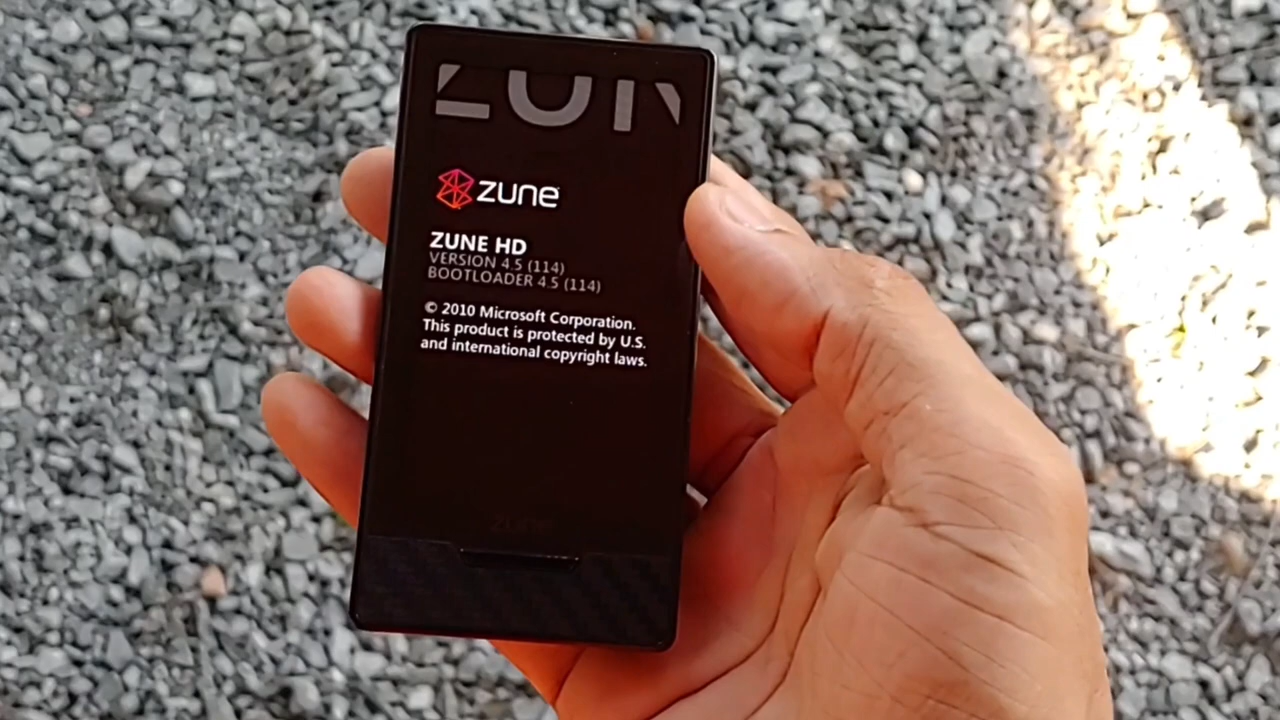 ZUN
zune
ZUNE HD
VERSION 4.5 (114)
BOOTLOADER 4.5 (114)
© 2010 Microsoft Corporation.
This product is protected by U.S.
and international copyright laws.
zune